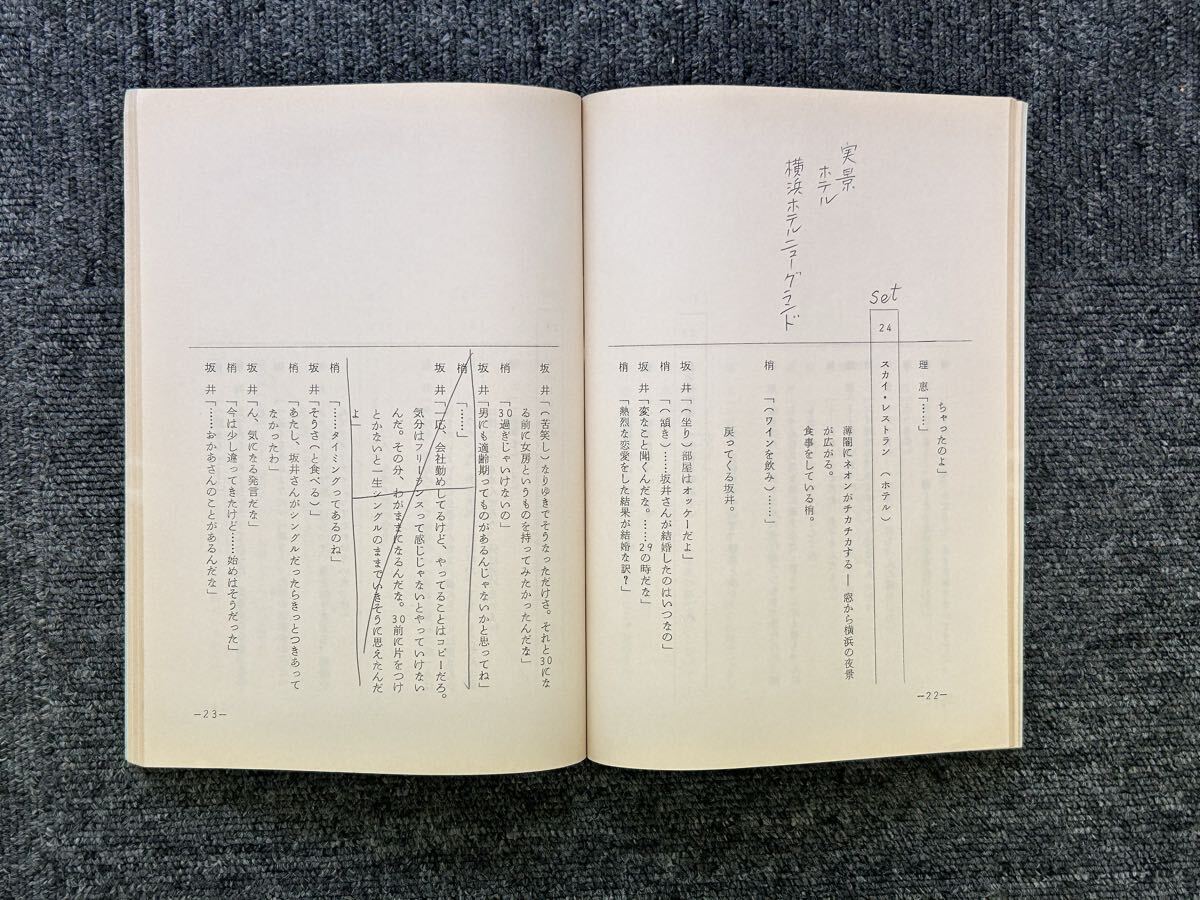 実景
ホテル
横浜ホテルニューグランド
set
ちゃったのよ」
理　恵「……」
24　スカイ・レストラン（ホテル）
薄闇にネオンがチカチカする――窓から横浜の夜景
が広がる。
食事をしている梢。
梢　「（ワインを飲み）……」
戻ってくる坂井。
坂　井「（坐り）部屋はオッケーだよ」
梢　「（頷き）……坂井さんが結婚したのはいつなの」
坂　井「変なこと聞くんだな。……29の時だな」
梢　「熱烈な恋愛をした結果が結婚な訳？」
―22―
坂　井「（苦笑し）なりゆきでそうなっただけさ。それと30にな
る前に女房というものを持ってみたかったんだな」
梢　「30過ぎじゃいけないの」
坂　井「男にも適齢期ってものがあるんじゃないかと思ってね」
梢　「……」
坂　井「一応、会社勤めしてるけど、やってることはコピーだろ。
気分はフリーランスって感じじゃないとやっていけない
んだ。その分、わがままになるんだな。30前に片をつけ
とかないと一生シングルのままでいきそうに思えたんだ
よ」
梢　「……タイミングってあるのね」
坂　井「そうさ（と食べる）」
梢　「あたし、坂井さんがシングルだったらきっとつきあって
なかったわ」
坂　井「ん、気になる発言だな」
梢　「今は少し違ってきたけど……始めはそうだった」
坂　井「……おかあさんのことがあるんだな」
―23―